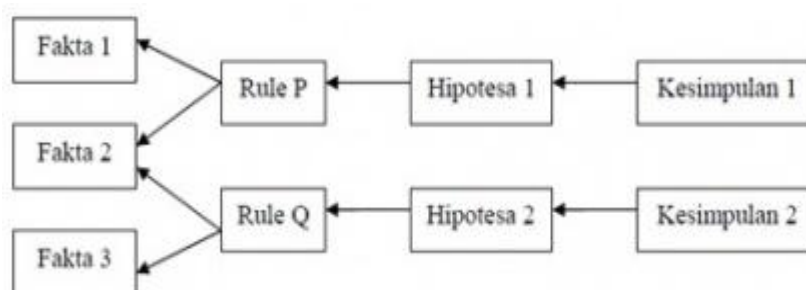 Fakta 1
Rule P
Hipotesa 1
Kesimpulan 1
Fakta 2
Rule Q
Hipotesa 2
Kesimpulan 2
Fakta 3